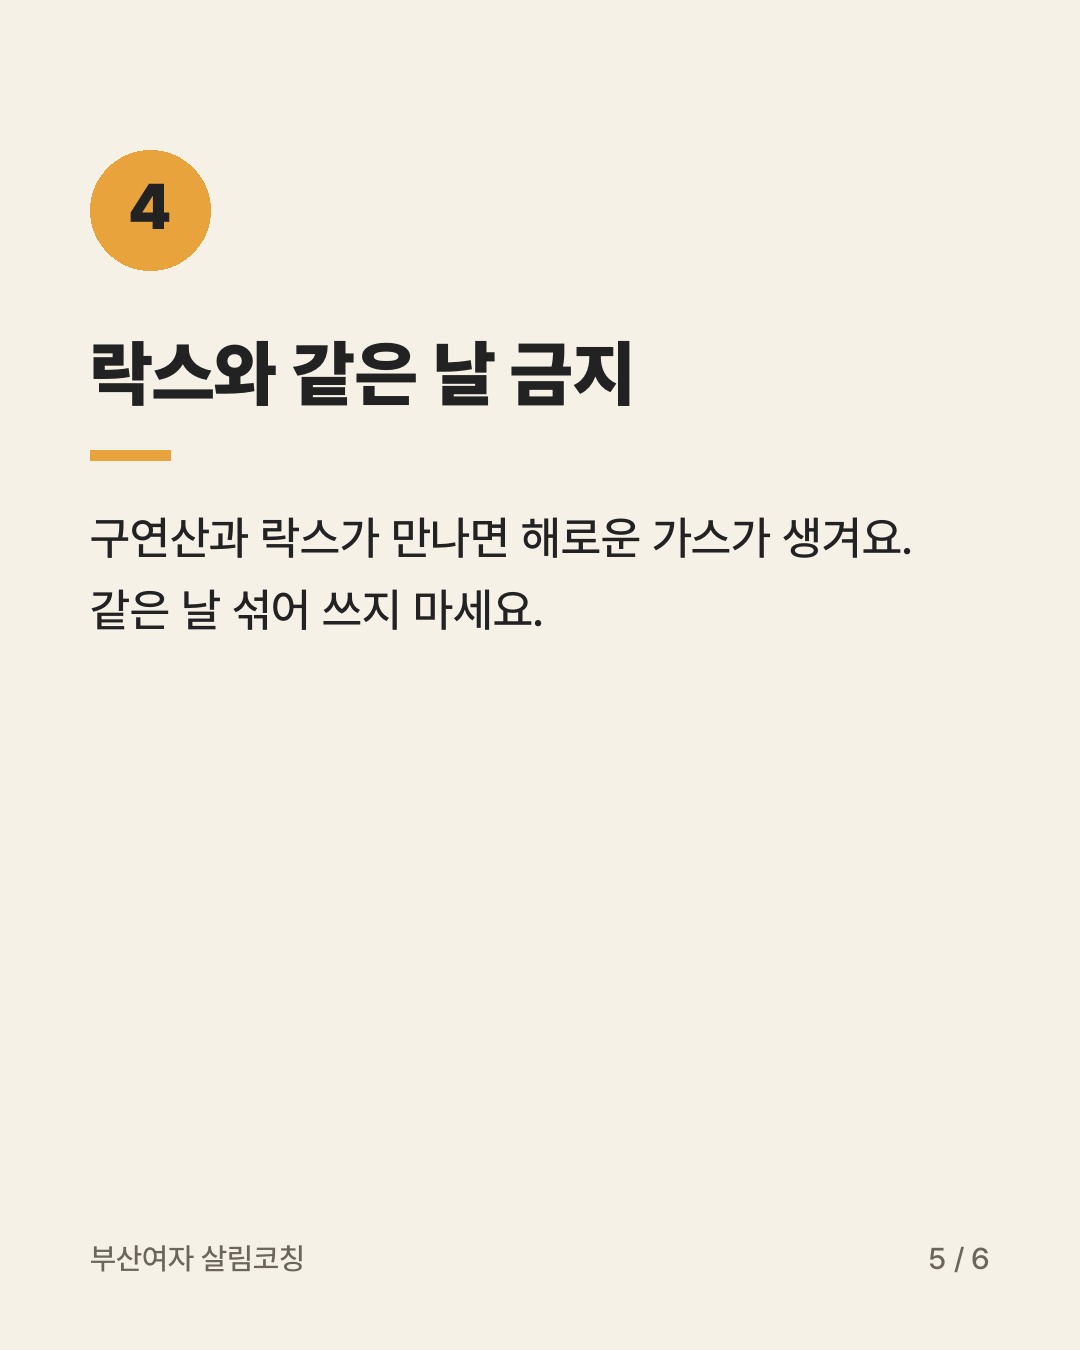 4
락스와 같은 날 금지
구연산과 락스가 만나면 해로운 가스가 생겨요.
같은 날 섞어 쓰지 마세요.
부산여자 살림코칭
5 / 6